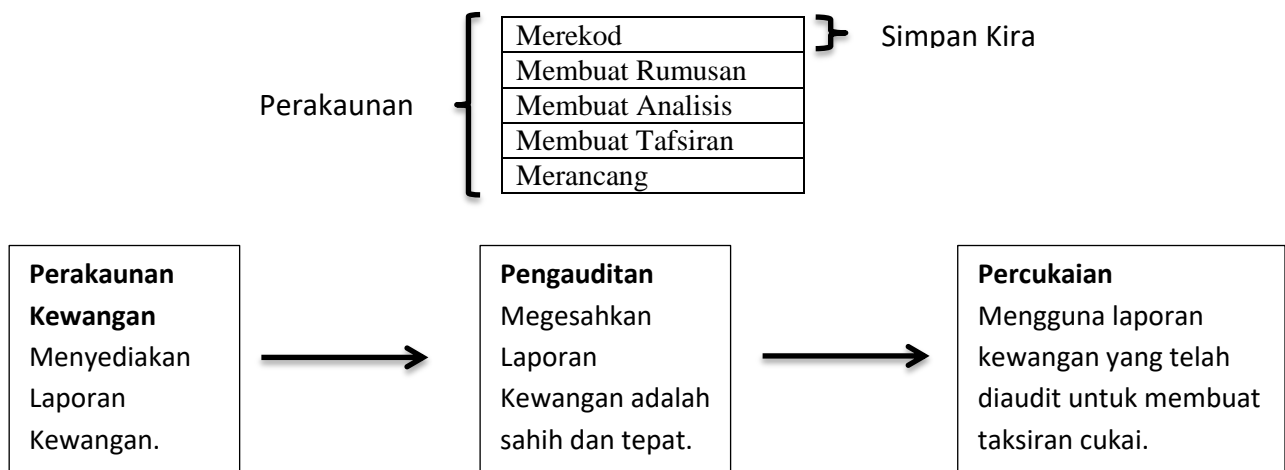 Merekod
Simpan Kira
Membuat Rumusan
Perakaunan
Membuat Analisis
Membuat Tafsiran
Merancang
Perakaunan
Kewangan
Menyediakan
Laporan
Kewangan.
Pengauditan
Megesahkan
Laporan
Kewangan adalah
sahih dan tepat.
Percukaian
Mengguna laporan
kewangan yang telah
diaudit untuk membuat
taksiran cukai.